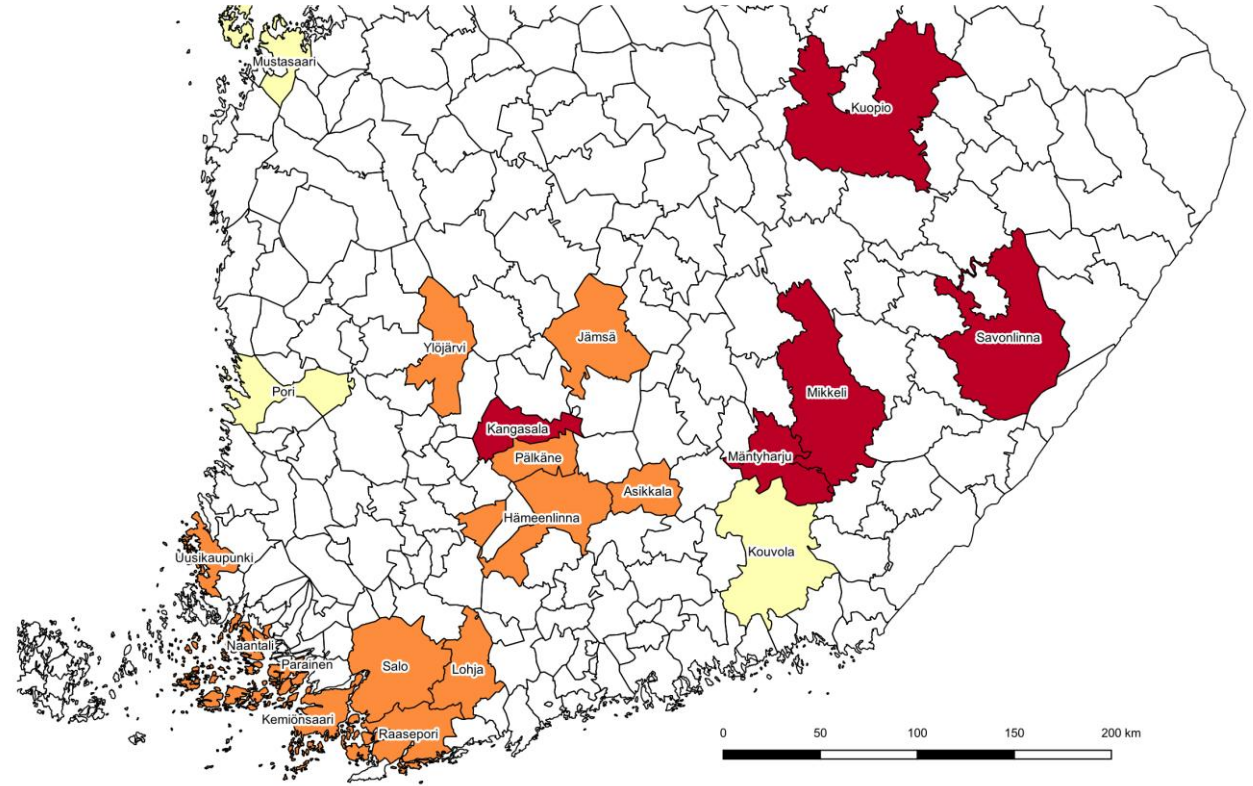 Mustasaari
Kuopio
Savonlinna
Jämsä
Ylöjärvi
Pori
Mikkeli
Kangasala
Mäntyharju
Pälkäne
Asikkala
Hämeenlinna
Kouvola
Uusikaupunki
Naantali
Parainen
Salo
Lohja
Kemiönsaari
Raasepori
0 50 100 150 200 km